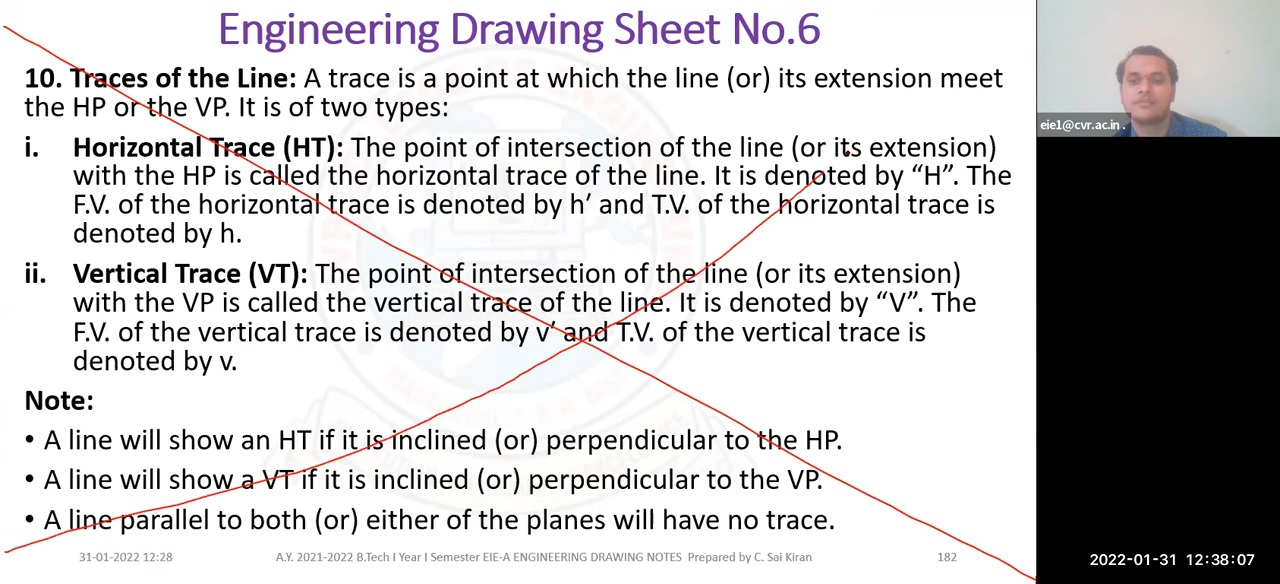 Engineering Drawing Sheet No.6
10. Traces of the Line: A trace is a point at which the line (or) its extension meet
the HP or the VP. It is of two types:
i. Horizontal Trace (HT): The point of intersection of the line (or its extension)
with the HP is called the horizontal trace of the line. It is denoted by “H”. The
F.V. of the horizontal trace is denoted by h’ and T.V. of the horizontal trace is
denoted by h.
ii. Vertical Trace (VT): The point of intersection of the line (or its extension)
with the VP is called the vertical trace of the line. It is denoted by “V”. The
F.V. of the vertical trace is denoted by v’ and T.V. of the vertical trace is
denoted by v.
Note:
• A line will show an HT if it is inclined (or) perpendicular to the HP.
• A line will show a VT if it is inclined (or) perpendicular to the VP.
• A line parallel to both (or) either of the planes will have no trace.
31-01-2022 12:28 A.Y. 2021-2022 B.Tech I Year I Semester EIE-A ENGINEERING DRAWING NOTES Prepared by C. Sai Kiran 182
eie1@cvr.ac.in .
2022-01-31 12:38:07